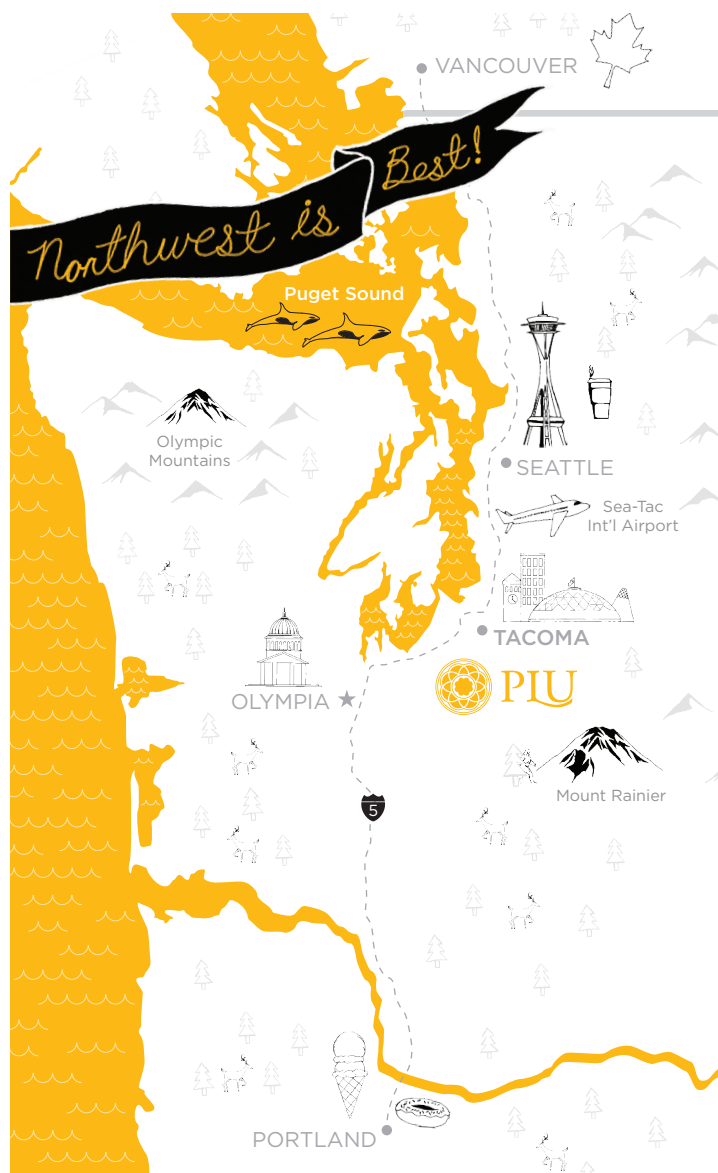 VANCOUVER
Northwest is Best!
Puget Sound
Olympic
Mountains
SEATTLE
Sea-Tac
Int'l Airport
TACOMA
PLU
OLYMPIA
Mount Rainier
5
PORTLAND